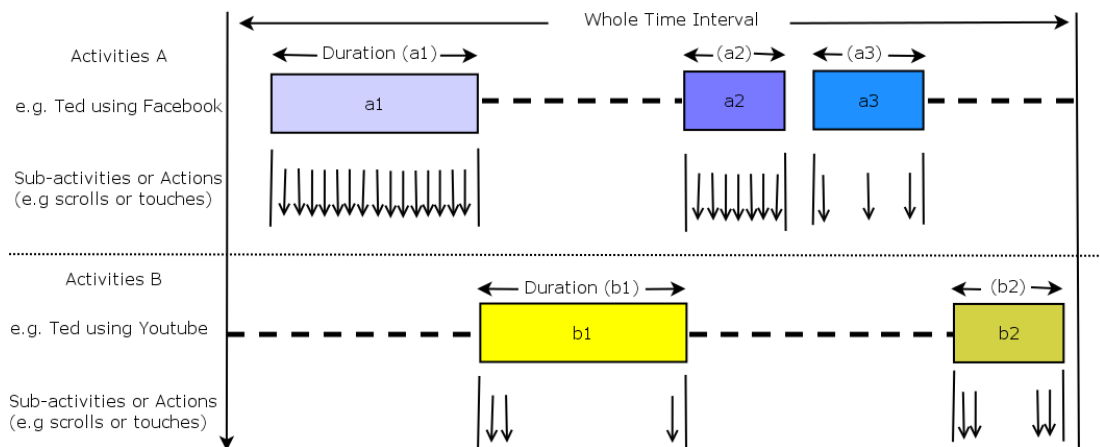 Whole Time Interval
Activities A
Duration (a1)
(a2)
(a3)
e.g. Ted using Facebook
a1
a2
a3
Sub-activities or Actions
(e.g scrolls or touches)
Activities B
Duration (b1)
(b2)
e.g. Ted using Youtube
b1
b2
Sub-activities or Actions
(e.g scrolls or touches)